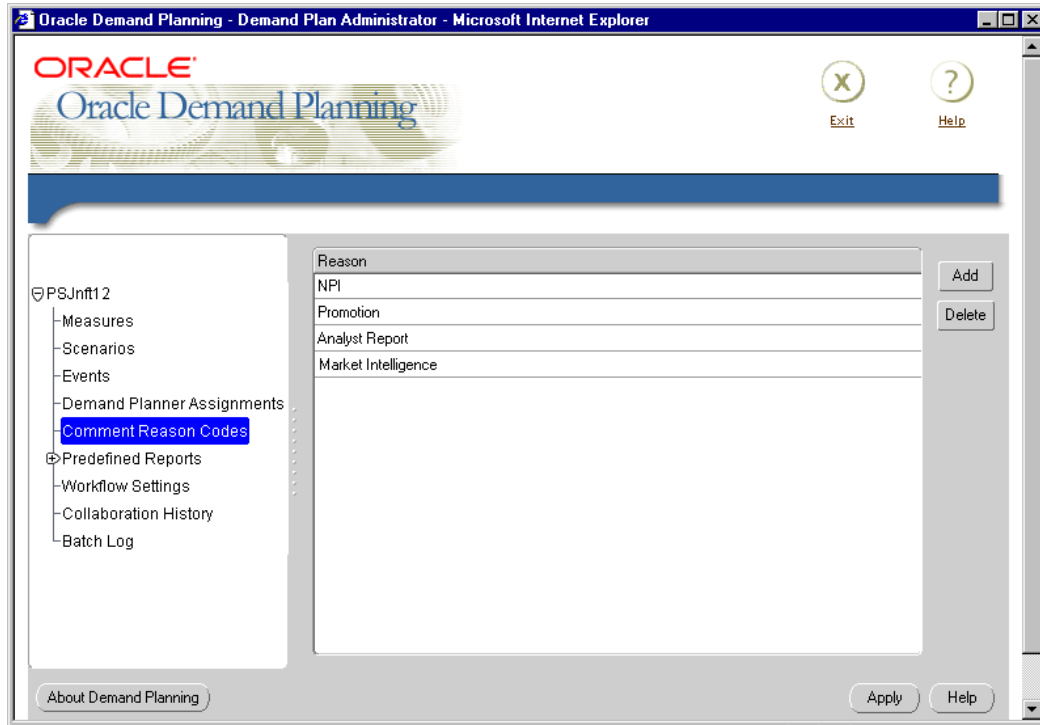 Oracle Demand Planning - Demand Plan Administrator - Microsoft Internet Explorer
ORACLE
Oracle Demand Planning
X
Exit
?
Help
PSJnft12
Measures
Scenarios
Events
Demand Planner Assignments
Comment Reason Codes
Predefined Reports
Workflow Settings
Collaboration History
Batch Log
Reason
NPI
Promotion
Analyst Report
Market Intelligence
Add
Delete
About Demand Planning
Apply
Help